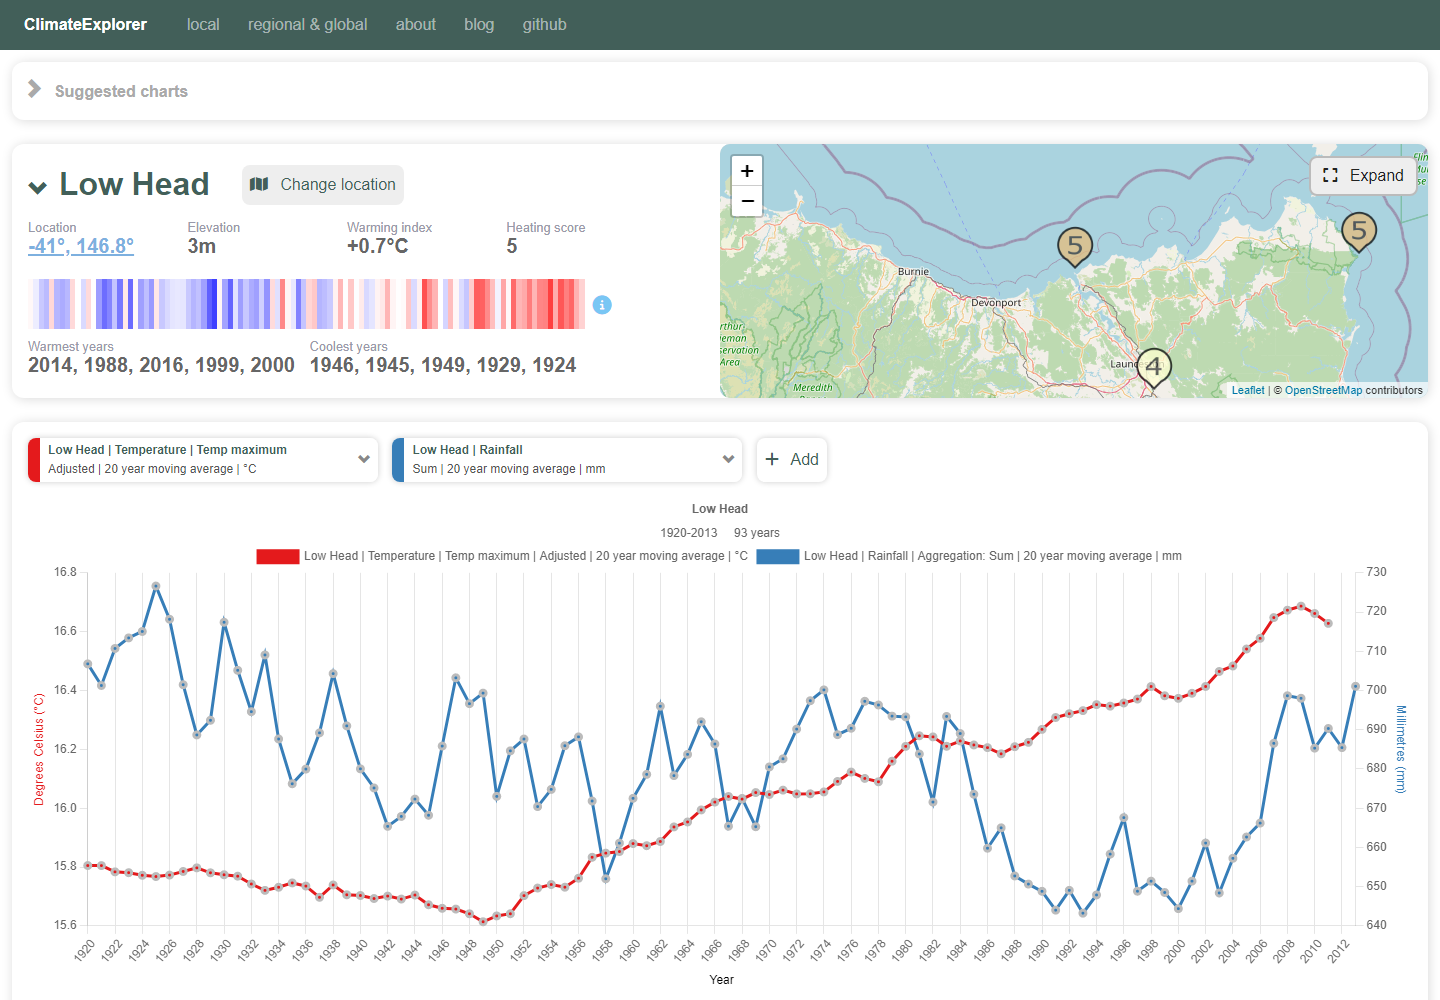 ClimateExplorer local regional & global about blog github
Suggested charts
Low Head Change location
Location Elevation Warming index Heating score
-41°, 146.8° 3m +0.7°C 5
Warmest years Coolest years
2014, 1988, 2016, 1999, 2000 1946, 1945, 1949, 1929, 1924
+
−
Expand
5
5
Burnie
Devonport
4
Meredith
Leaflet | © OpenStreetMap contributors
Low Head | Temperature | Temp maximum
Adjusted | 20 year moving average | °C
Low Head | Rainfall
Sum | 20 year moving average | mm
+ Add
Low Head
1920-2013 93 years
Low Head | Temperature | Temp maximum | Adjusted | 20 year moving average | °C
Low Head | Rainfall | Aggregation: Sum | 20 year moving average | mm
16.8
16.6
16.4
16.2
16.0
15.8
15.6
Degrees Celsius (°C)
730
720
710
700
690
680
670
660
650
640
Millimetres (mm)
1920 1922 1924 1926 1928 1930 1932 1934 1936 1938 1940 1942 1944 1946 1948 1950 1952 1954 1956 1958 1960 1962 1964 1966 1968 1970 1972 1974 1976 1978 1980 1982 1984 1986 1988 1990 1992 1994 1996 1998 2000 2002 2004 2006 2008 2010 2012
Year